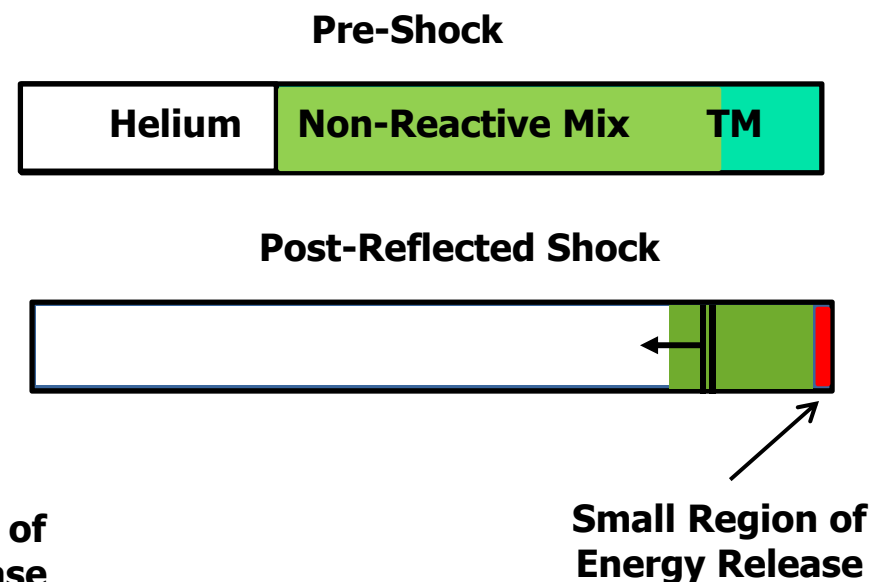 Pre-Shock
Helium Non-Reactive Mix TM
Post-Reflected Shock
of
Small Region of
Energy Release